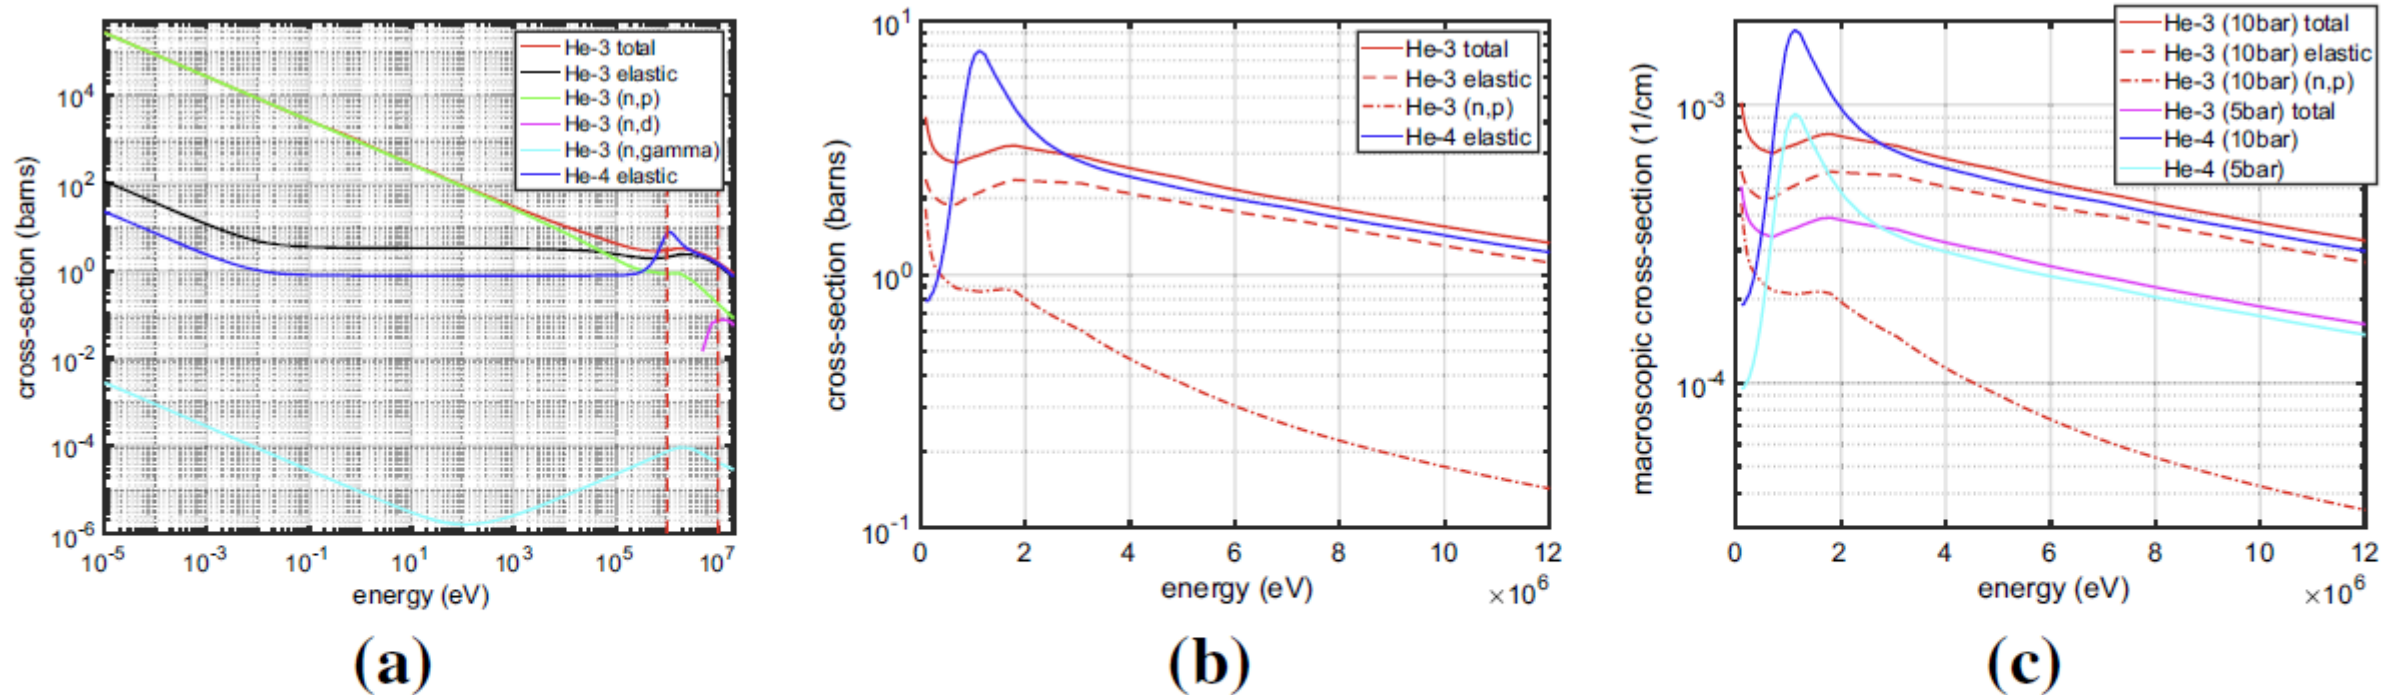 cross-section (barns)
10^4
10^2
10^0
10^-2
10^-4
10^-6
He-3 total
He-3 elastic
He-3 (n,p)
He-3 (n,d)
He-3 (n,gamma)
He-4 elastic
10^-5 10^-3 10^-1 10^1 10^3 10^5 10^7
energy (eV)
(a)
cross-section (barns)
10^1
10^0
10^-1
He-3 total
He-3 elastic
He-3 (n,p)
He-4 elastic
0 2 4 6 8 10 12
energy (eV)
×10^6
(b)
macroscopic cross-section (1/cm)
10^-3
10^-4
He-3 (10bar) total
He-3 (10bar) elastic
He-3 (10bar) (n,p)
He-3 (5bar) total
He-4 (10bar)
He-4 (5bar)
0 2 4 6 8 10 12
energy (eV)
×10^6
(c)